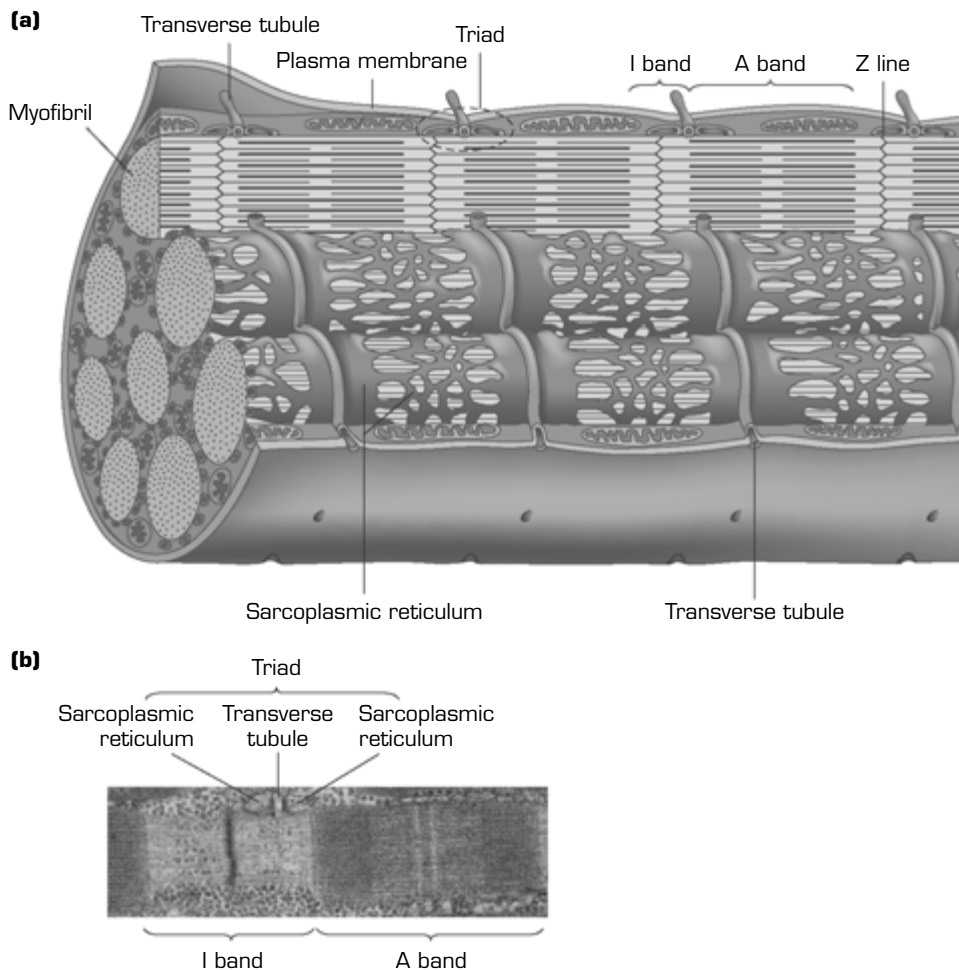 (a)
Transverse tubule
Triad
Plasma membrane
I band
A band
Z line
Myofibril
Sarcoplasmic reticulum
Transverse tubule
(b)
Triad
Sarcoplasmic
reticulum
Transverse
tubule
Sarcoplasmic
reticulum
I band
A band